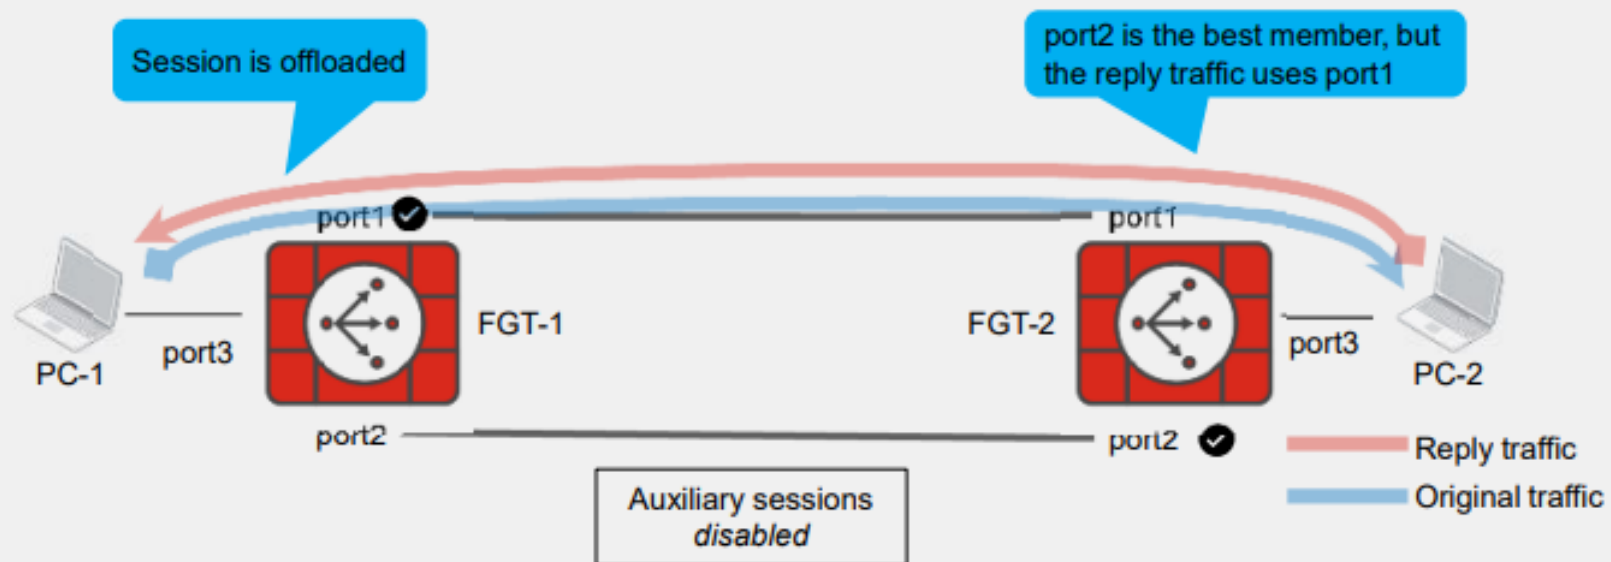 Session is offloaded
port2 is the best member, but
the reply traffic uses port1
port1
port1
FGT-1
FGT-2
port3
port3
PC-1
PC-2
port2
port2
Reply traffic
Original traffic
Auxiliary sessions
disabled